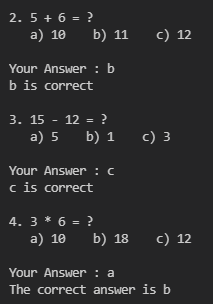 2. 5 + 6 = ?
a) 10 b) 11 c) 12
Your Answer : b
b is correct
3. 15 - 12 = ?
a) 5 b) 1 c) 3
Your Answer : c
c is correct
4. 3 * 6 = ?
a) 10 b) 18 c) 12
Your Answer : a
The correct answer is b